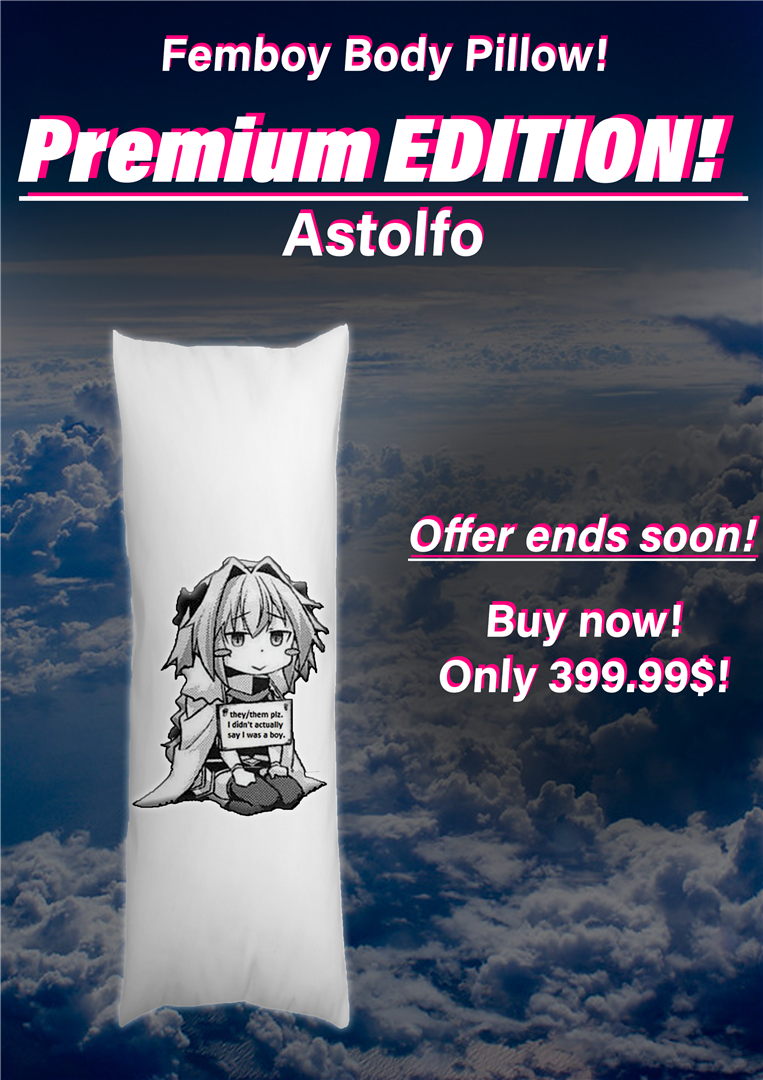 Femboy Body Pillow!
Premium EDITION!
Astolfo
Offer ends soon!
Buy now!
Only 399.99$!
they/them plz.
I didn't actually
say I was a boy.